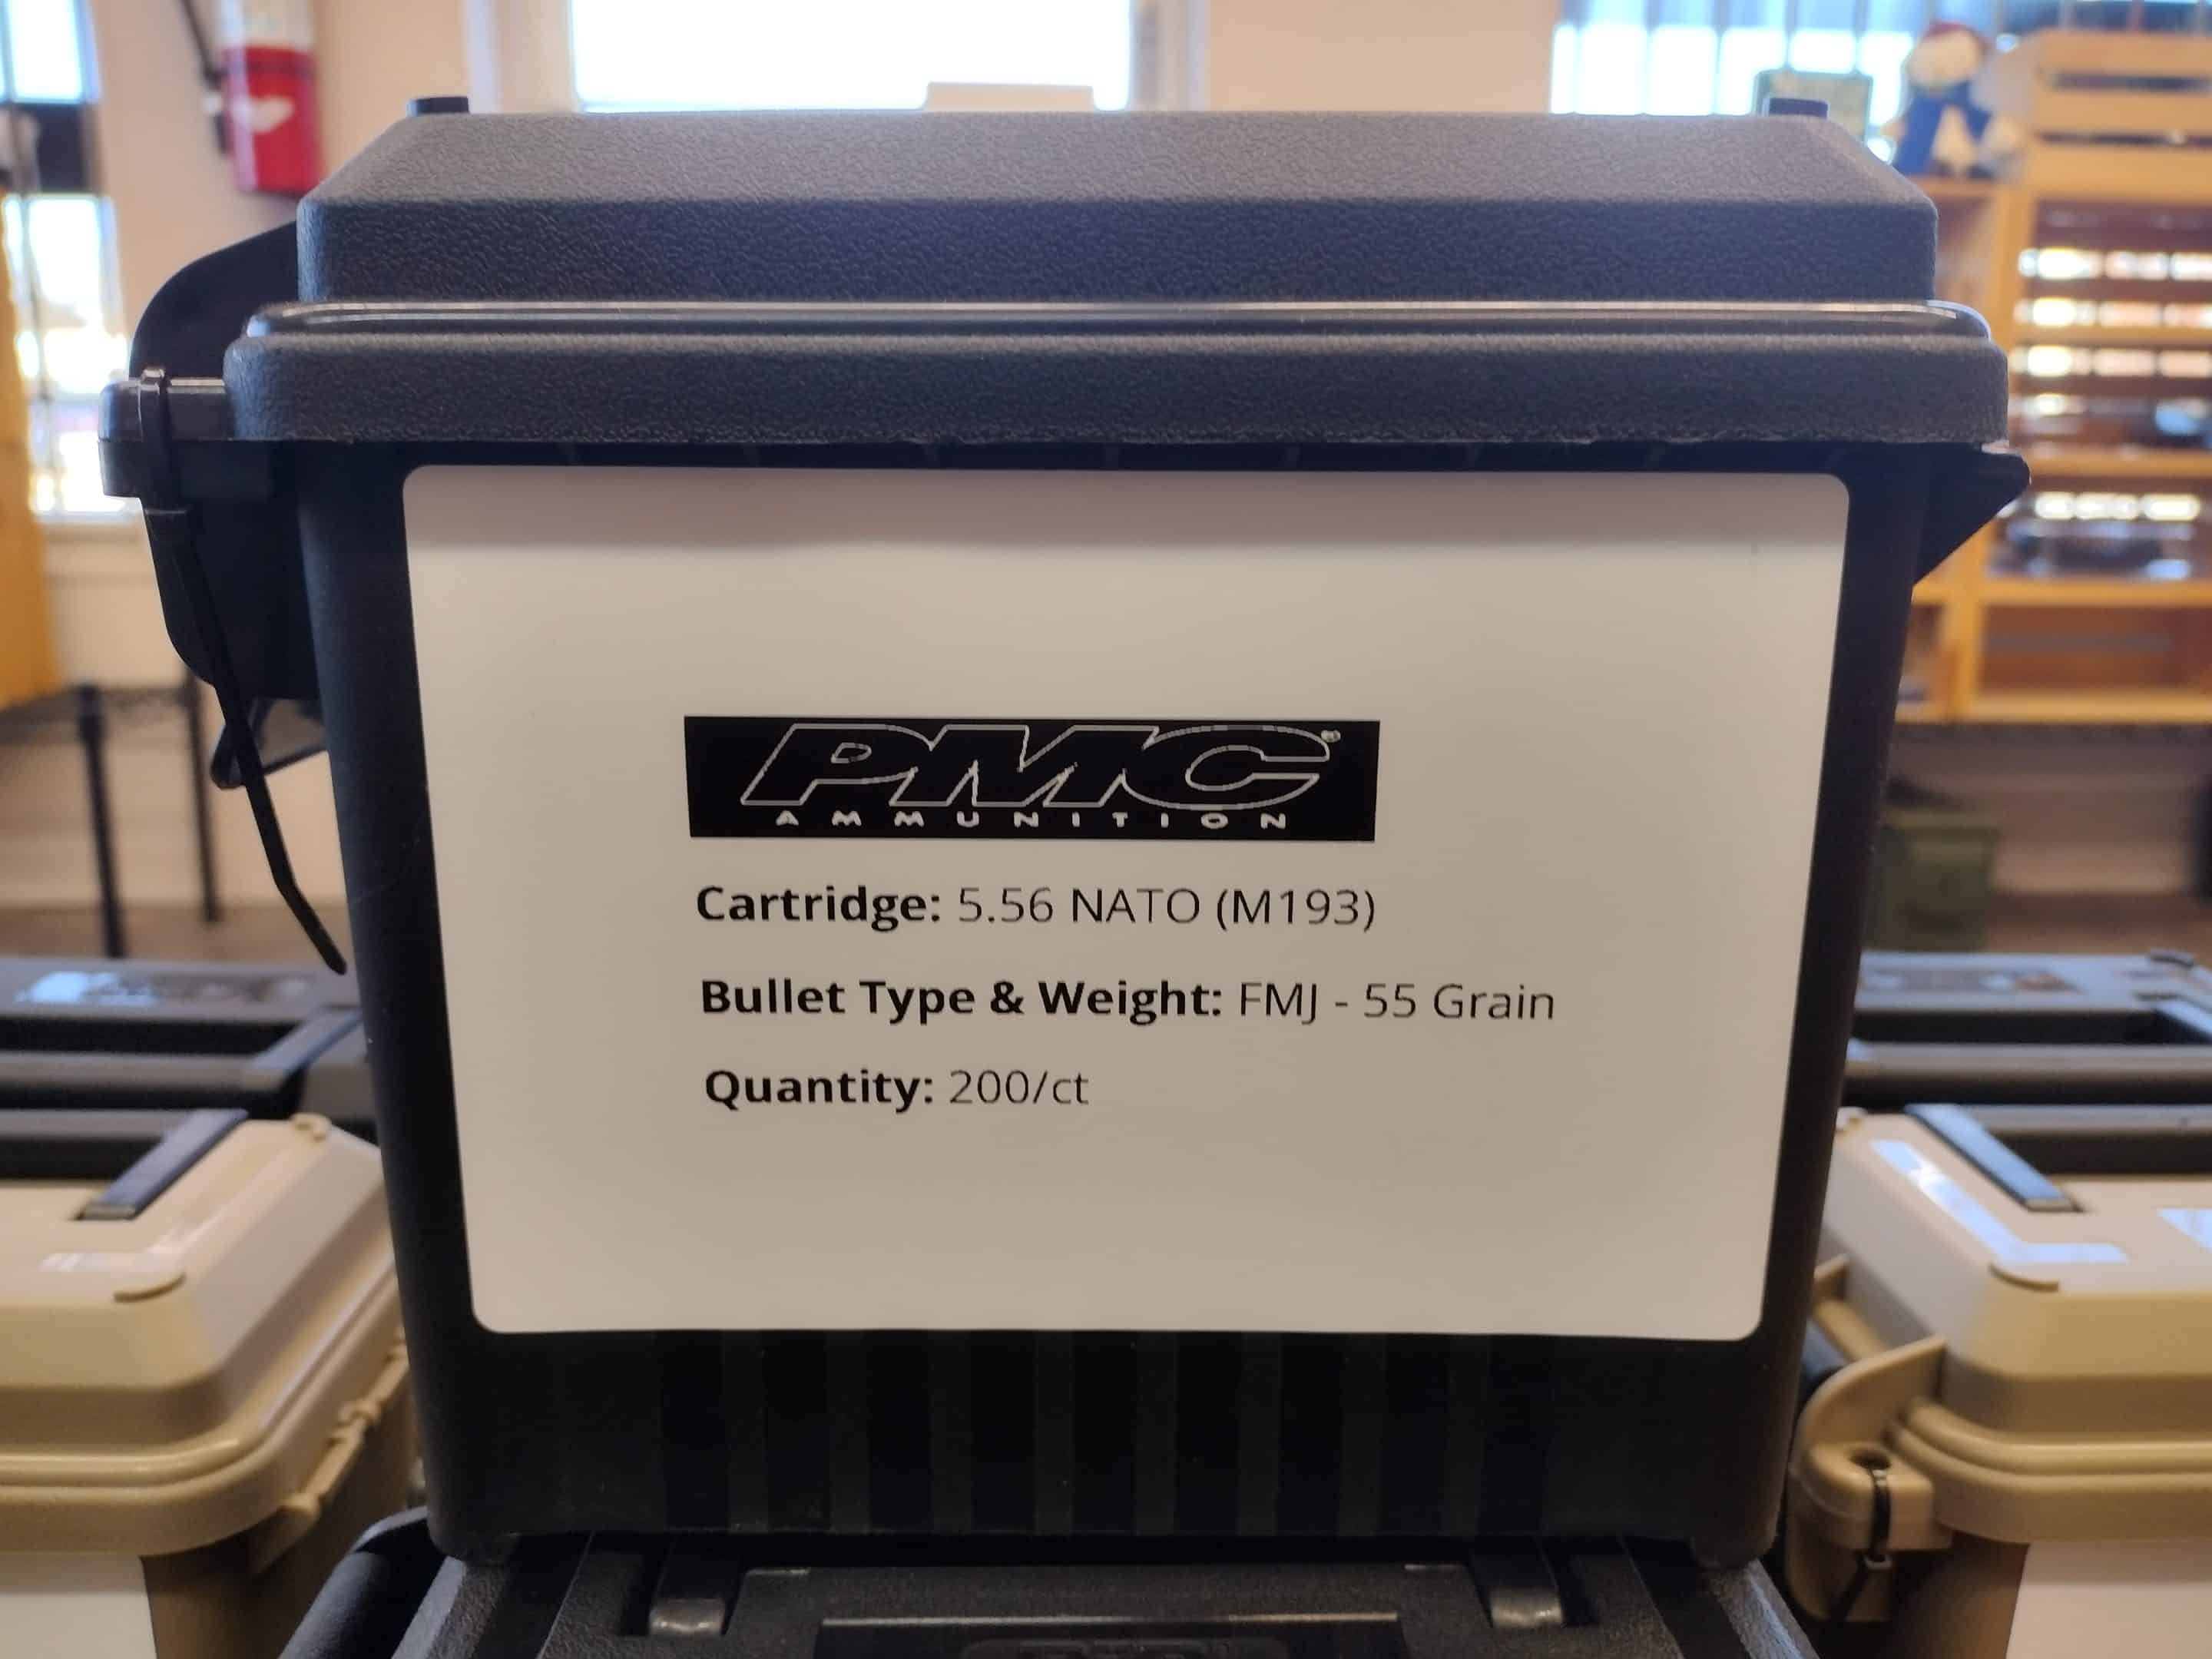 PMC®
AMMUNITION
Cartridge: 5.56 NATO (M193)
Bullet Type & Weight: FMJ - 55 Grain
Quantity: 200/ct